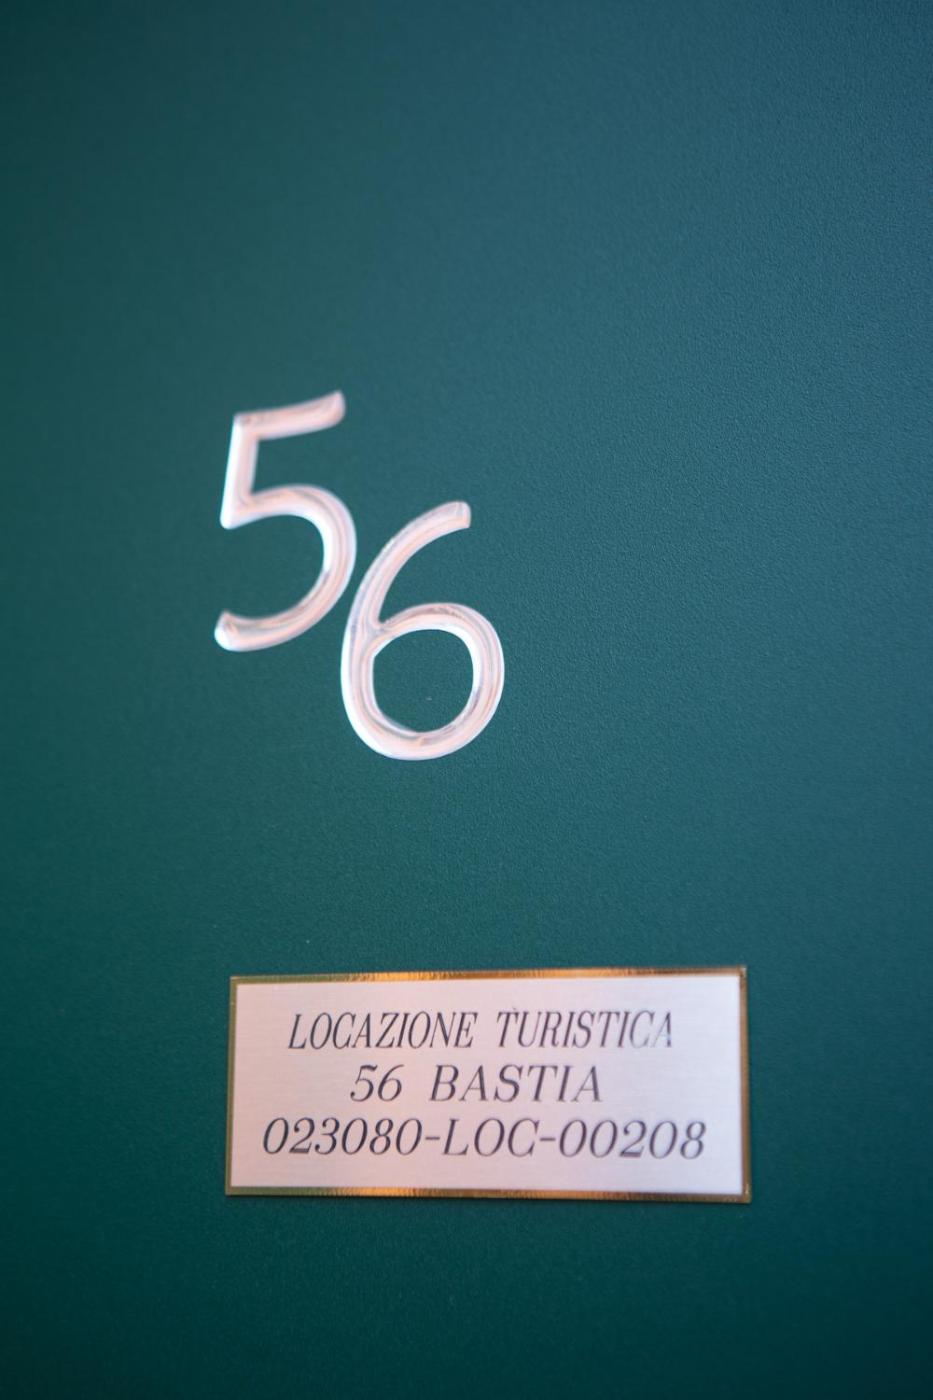 56
LOCAZIONE TURISTICA
56 BASTIA
023080-LOC-00208